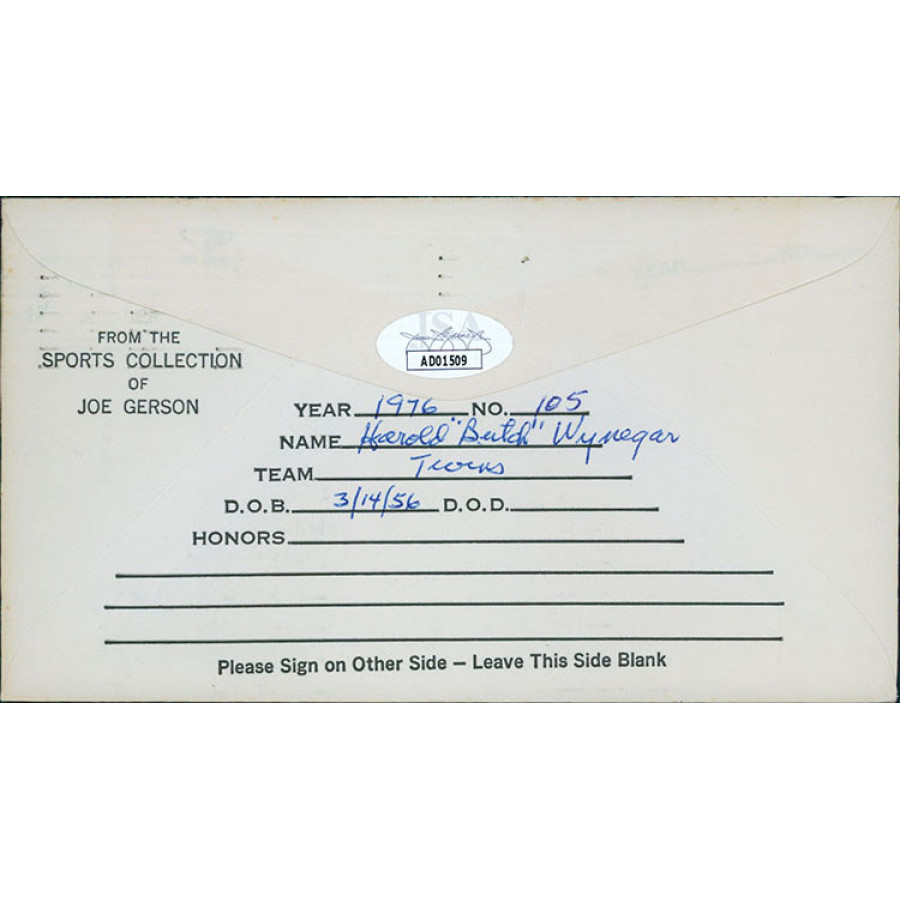 JSA
AD01509
FROM THE
SPORTS COLLECTION
OF
JOE GERSON
YEAR 1976 NO. 105
NAME Harold "Butch" Wynegar
TEAM Twins
D.O.B. 3/14/56 D.O.D.
HONORS
Please Sign on Other Side – Leave This Side Blank